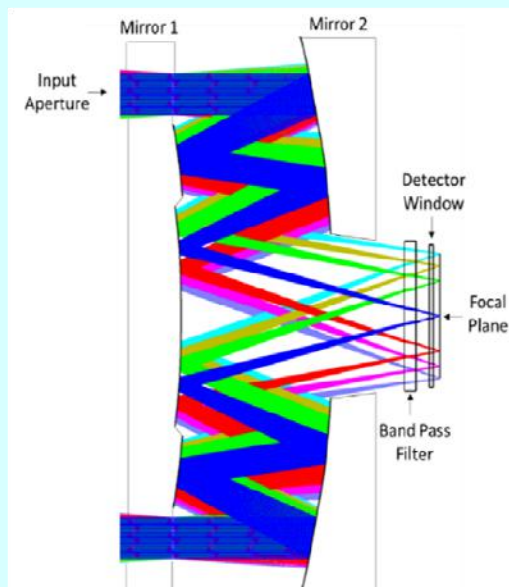 Mirror 1
Mirror 2
Input
Aperture
Detector
Window
Focal
Plane
Band Pass
Filter